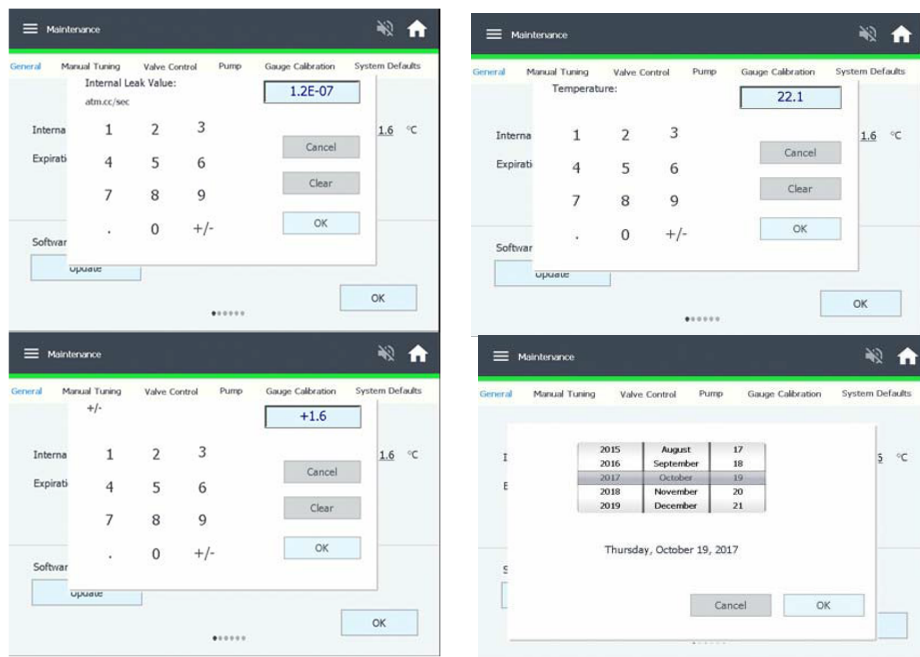 Maintenance
General Manual Tuning Valve Control Pump Gauge Calibration System Defaults
Internal Leak Value:
atm.cc/sec
1.2E-07
Interna
1 2 3
1.6 °C
Cancel
Expirati
4 5 6
Clear
7 8 9
OK
. 0 +/-
Softwar
Update
OK
Maintenance
General Manual Tuning Valve Control Pump Gauge Calibration System Defaults
Temperature:
22.1
Interna
1 2 3
1.6 °C
Cancel
Expirati
4 5 6
Clear
7 8 9
OK
. 0 +/-
Softwar
Update
OK
Maintenance
General Manual Tuning Valve Control Pump Gauge Calibration System Defaults
+/-
+1.6
Interna
1 2 3
1.6 °C
Cancel
Expirati
4 5 6
Clear
7 8 9
OK
. 0 +/-
Softwar
Update
OK
Maintenance
General Manual Tuning Valve Control Pump Gauge Calibration System Defaults
2015 August 17
2016 September 18
2017 October 19
2018 November 20
2019 December 21
°C
Thursday, October 19, 2017
Cancel OK